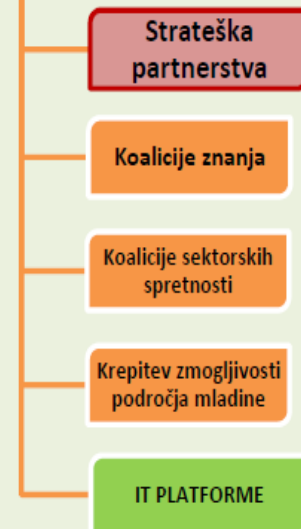 Strateška
partnerstva
Koalicije znanja
Koalicije sektorskih
spretnosti
Krepitev zmogljivosti
področja mladine
IT PLATFORME